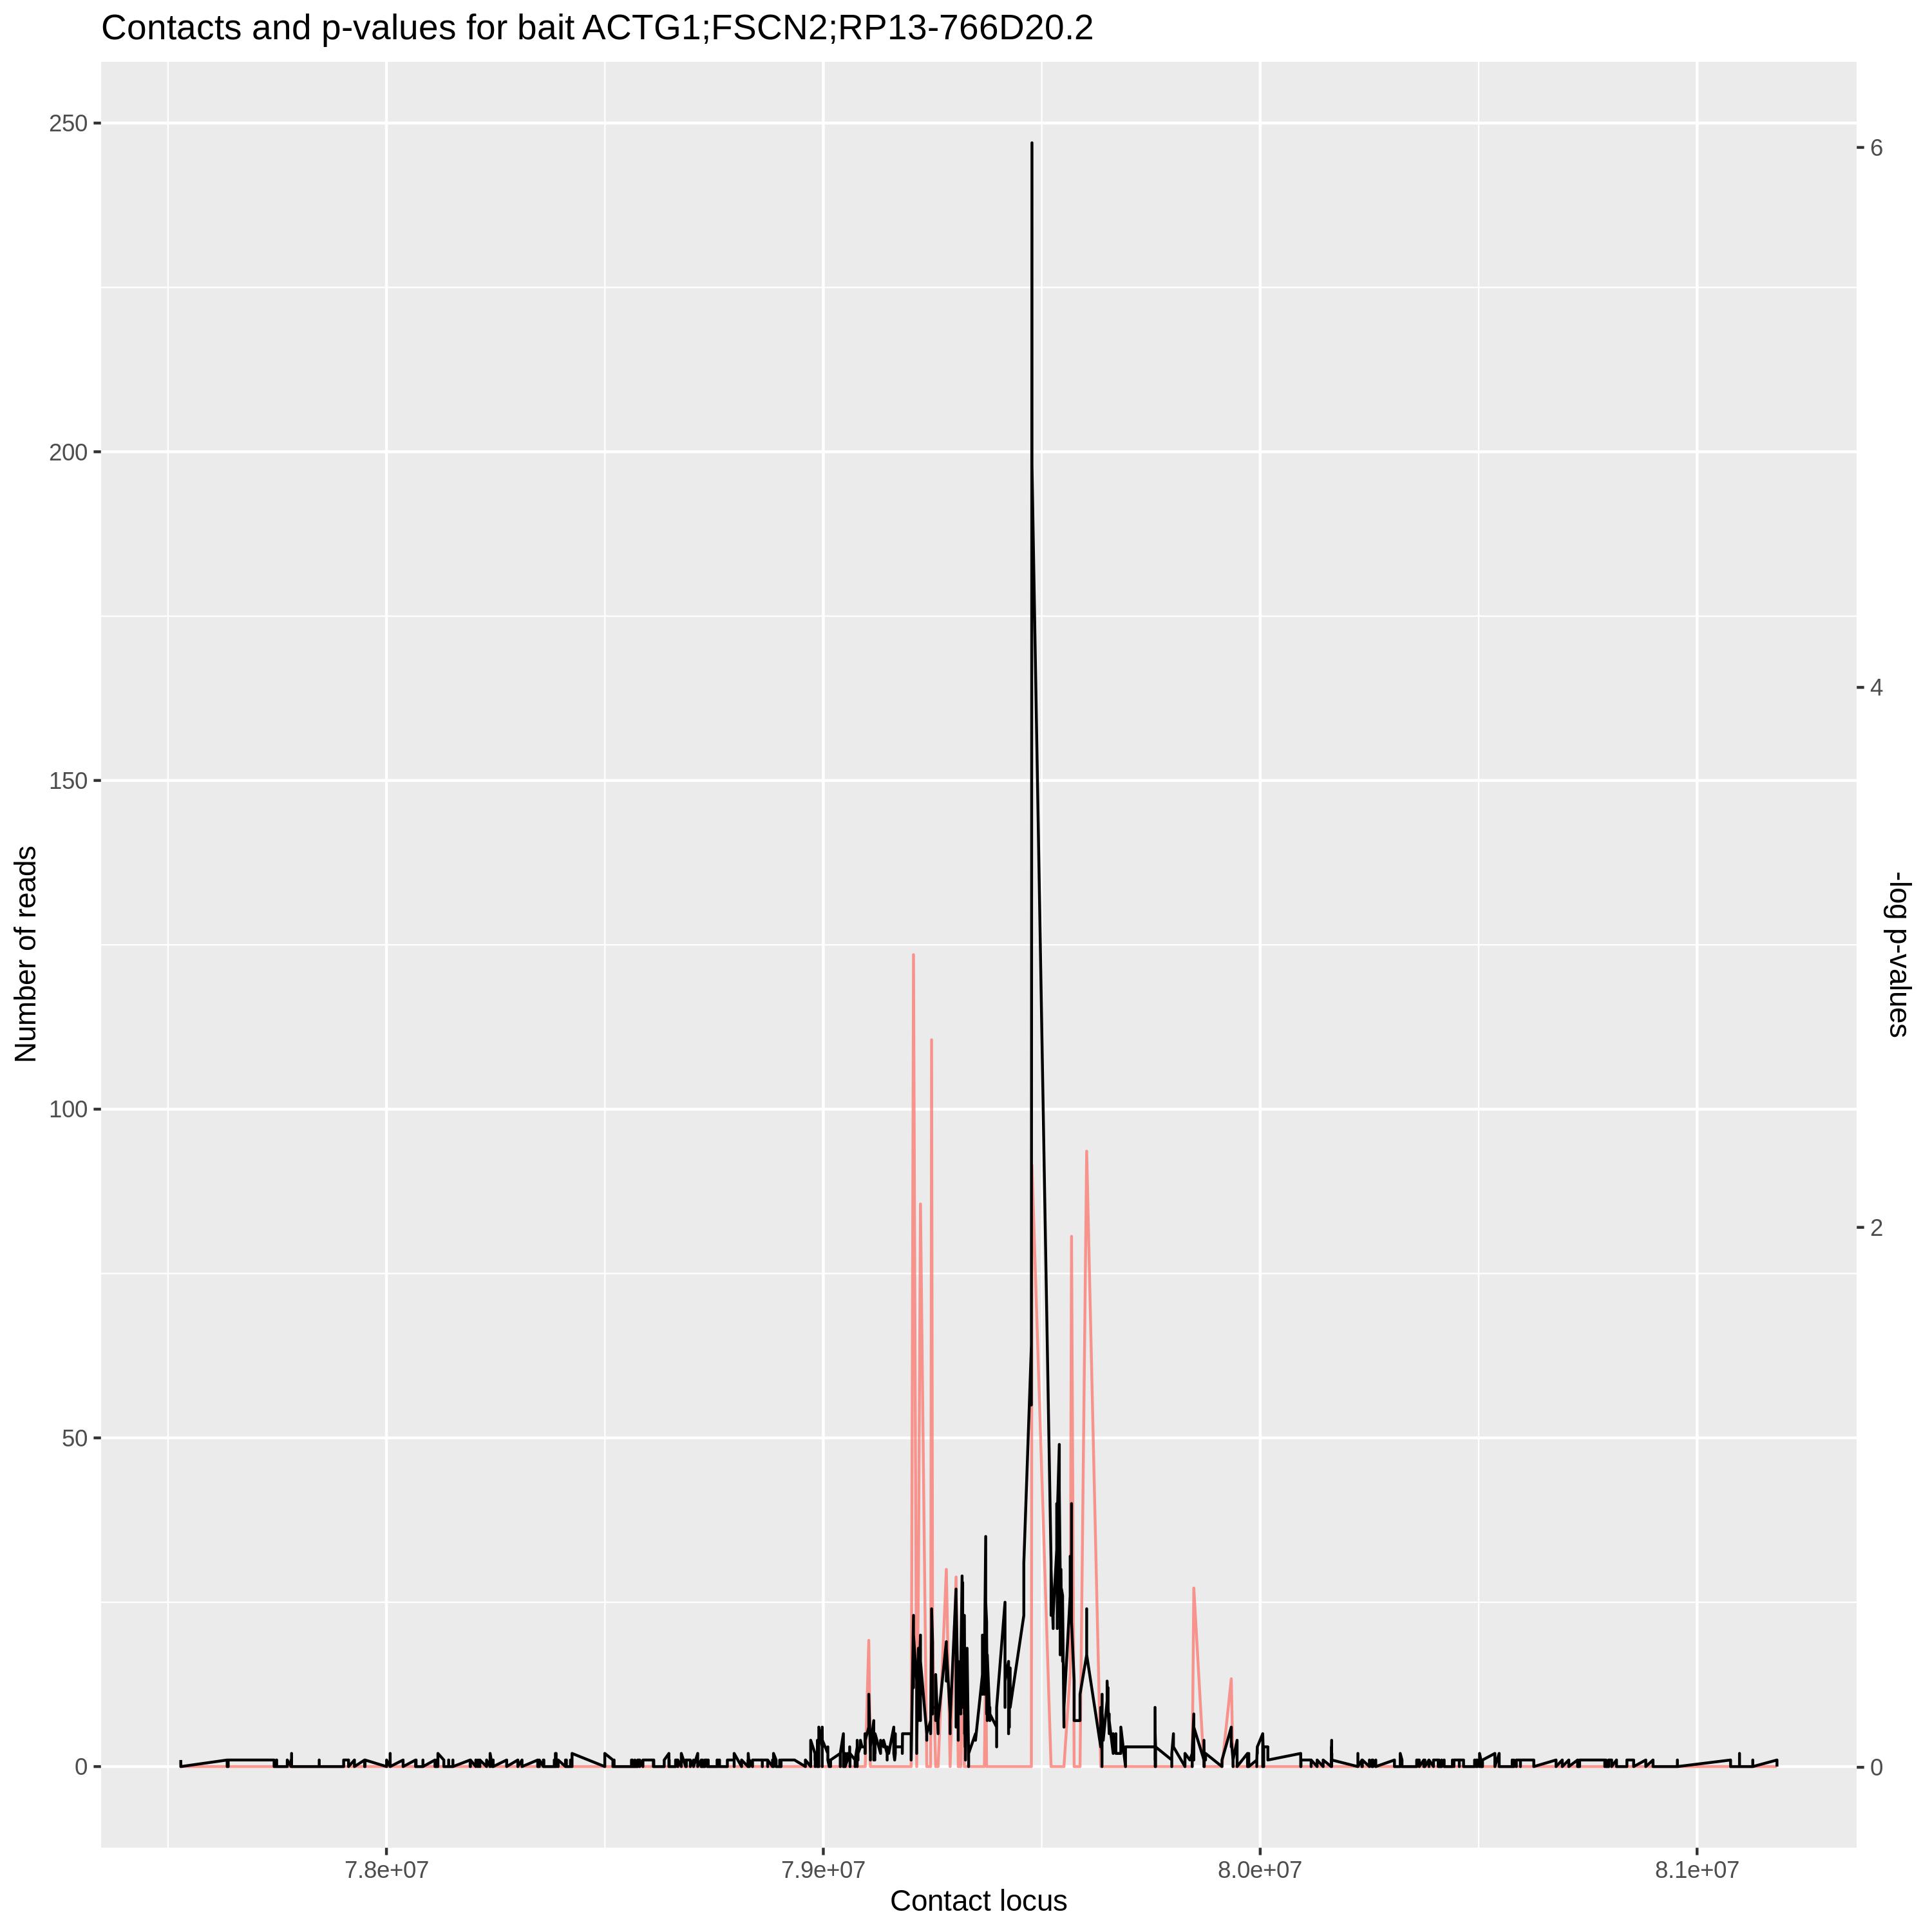 Contacts and p-values for bait ACTG1;FSCN2;RP13-766D20.2
250
200
150
100
50
0
6
4
2
0
Number of reads
-log p-values
7.8e+07 7.9e+07 8.0e+07 8.1e+07
Contact locus